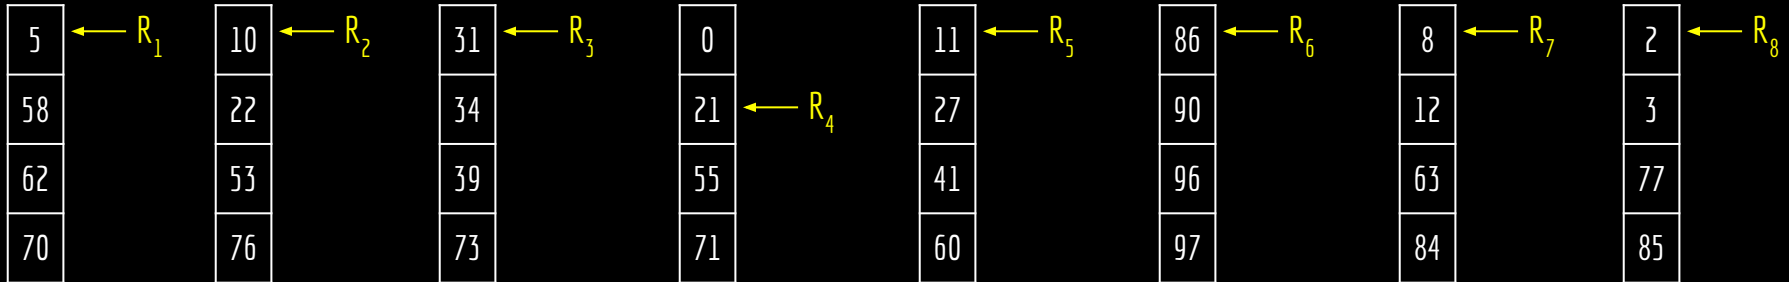 5 R1 10 R2 31 R3 0 11 R5 86 R6 8 R7 2 R8
58 22 34 21 R4 27 90 12 3
62 53 39 55 41 96 63 77
70 76 73 71 60 97 84 85